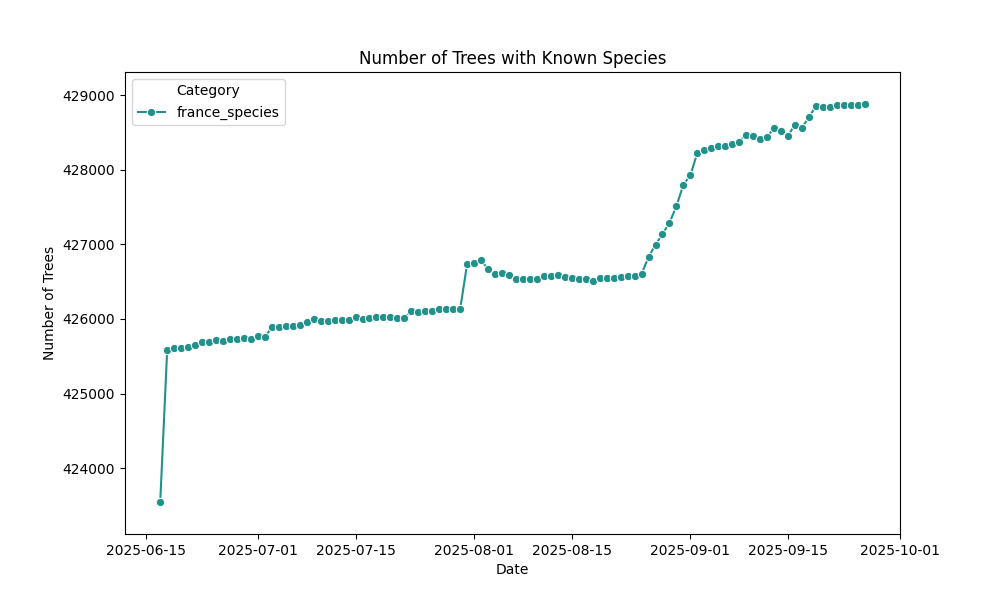 Number of Trees with Known Species
Category
france_species
429000
428000
427000
426000
425000
424000
Number of Trees
2025-06-15
2025-07-01
2025-07-15
2025-08-01
2025-08-15
2025-09-01
2025-09-15
2025-10-01
Date